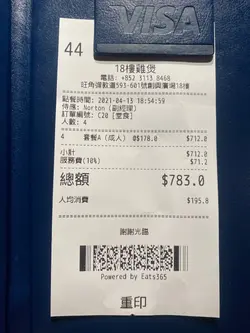 VISA
44
18樓雞煲
電話: +852 3113 8468
旺角彌敦道593-601號創興廣場18樓
點餐時間: 2021-04-13 18:54:59
侍應: Norton (副經理)
訂單編號: C20 [堂食]
人數: 4
4 套餐A (成人) @$178.0 $712.0
小計 $712.0
服務費(10%) $71.2
總額 $783.0
人均消費 $195.8
謝謝光臨
Powered by Eats365
重印